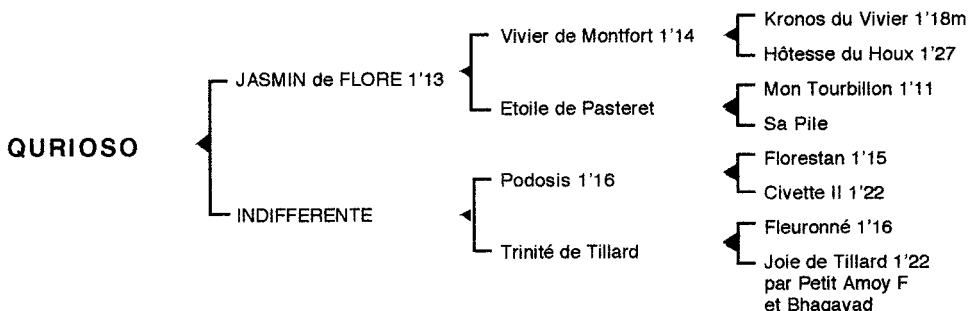 Kronos du Vivier 1'18m
Vivier de Montfort 1'14
Hôtesse du Houx 1'27
JASMIN de FLORE 1'13
Mon Tourbillon 1'11
Etoile de Pasteret
Sa Pile
QURIOSO
Florestan 1'15
Podosis 1'16
Civette II 1'22
INDIFFERENTE
Fleuronné 1'16
Trinité de Tillard
Joie de Tillard 1'22
par Petit Amoy F
et Bhagavad